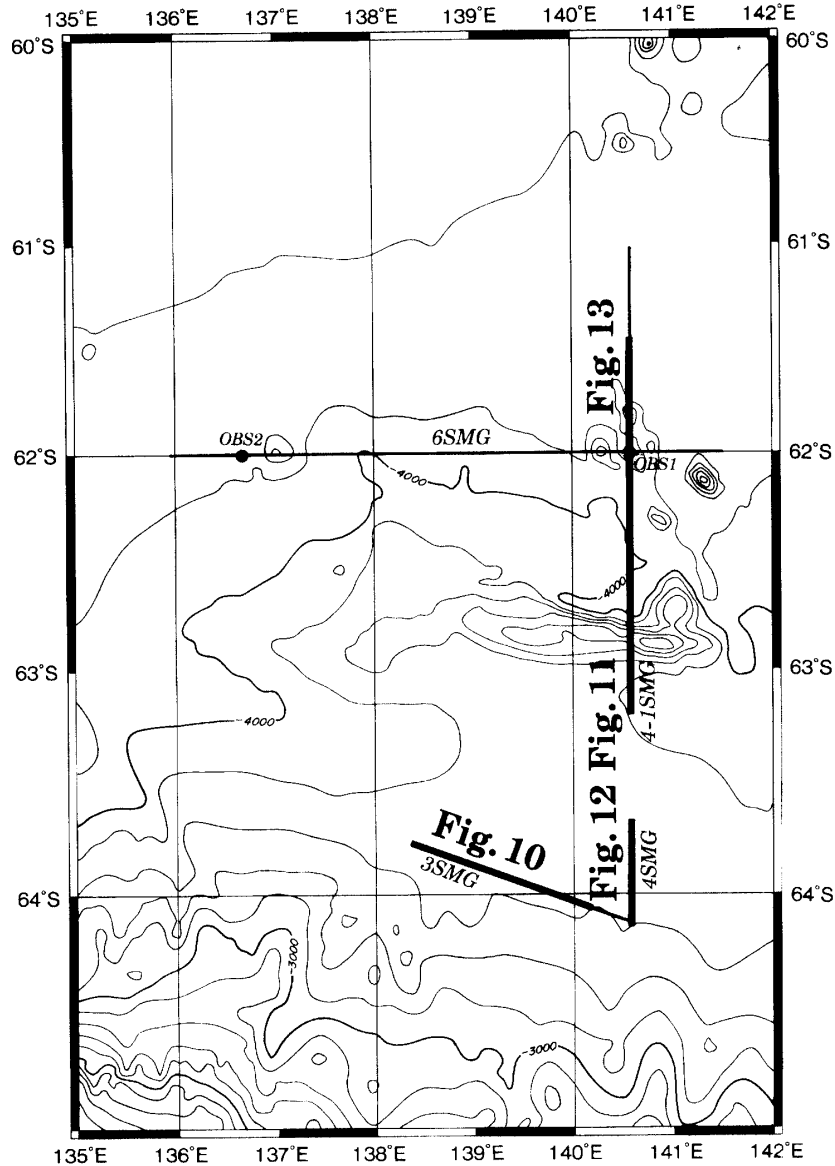 135˚E 136˚E 137˚E 138˚E 139˚E 140˚E 141˚E 142˚E
60˚S 60˚S
61˚S 61˚S
Fig. 13
OBS2 6SMG
62˚S 62˚S
OBS1
-4000
-4000
63˚S 63˚S
Fig. 11
4-1SMG
-4000
Fig. 10
3SMG
Fig. 12
4SMG
64˚S 64˚S
-3000
-3000
135˚E 136˚E 137˚E 138˚E 139˚E 140˚E 141˚E 142˚E